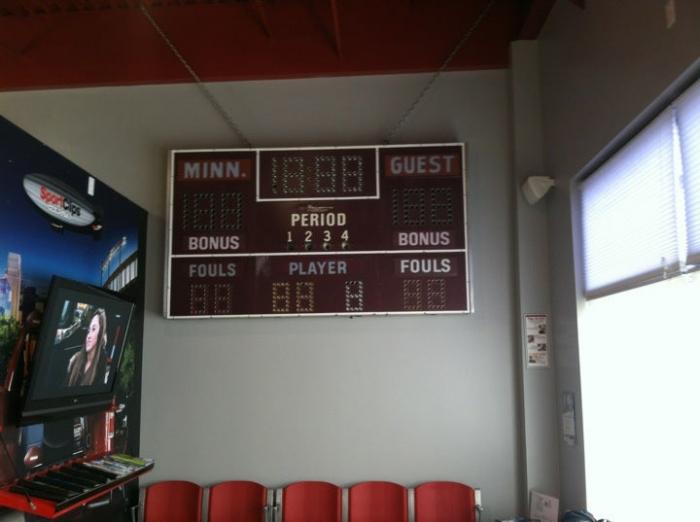 SportClips
MINN. GUEST
PERIOD
1 2 3 4
BONUS BONUS
FOULS PLAYER FOULS